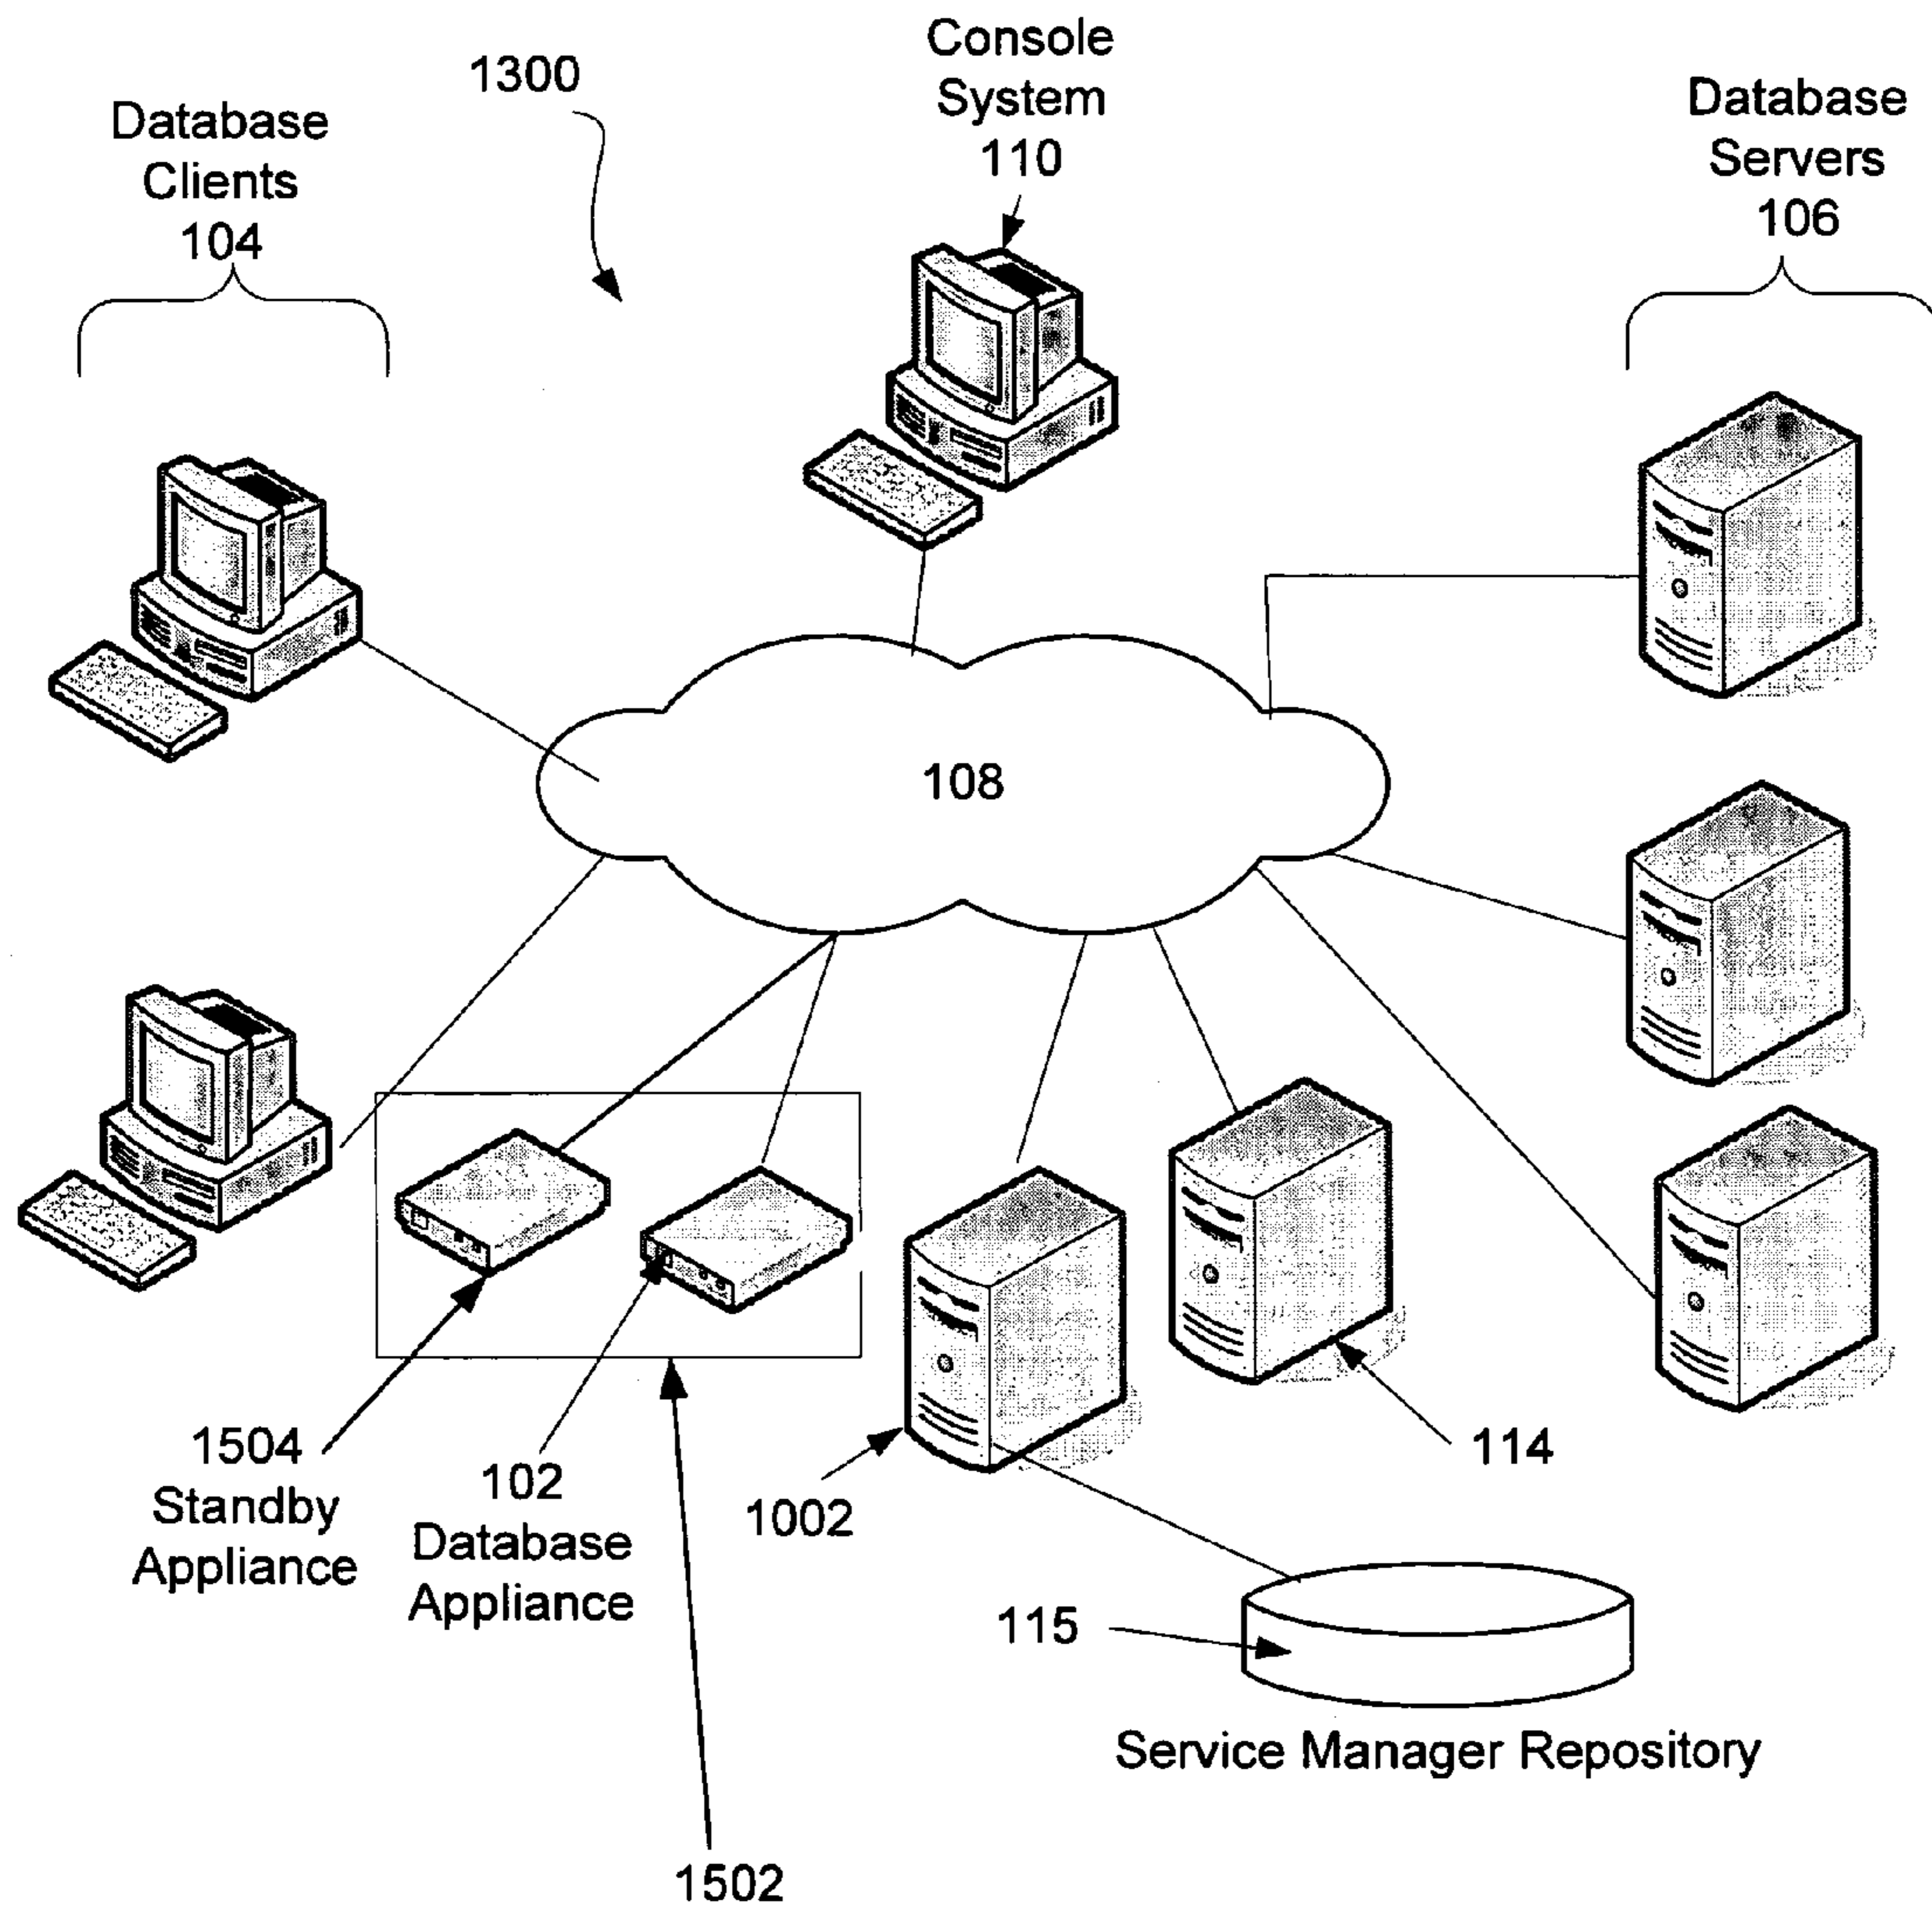 Console
System
110
1300
Database
Clients
104
Database
Servers
106
108
1504
Standby
Appliance
102
Database
Appliance
1002
114
115
Service Manager Repository
1502